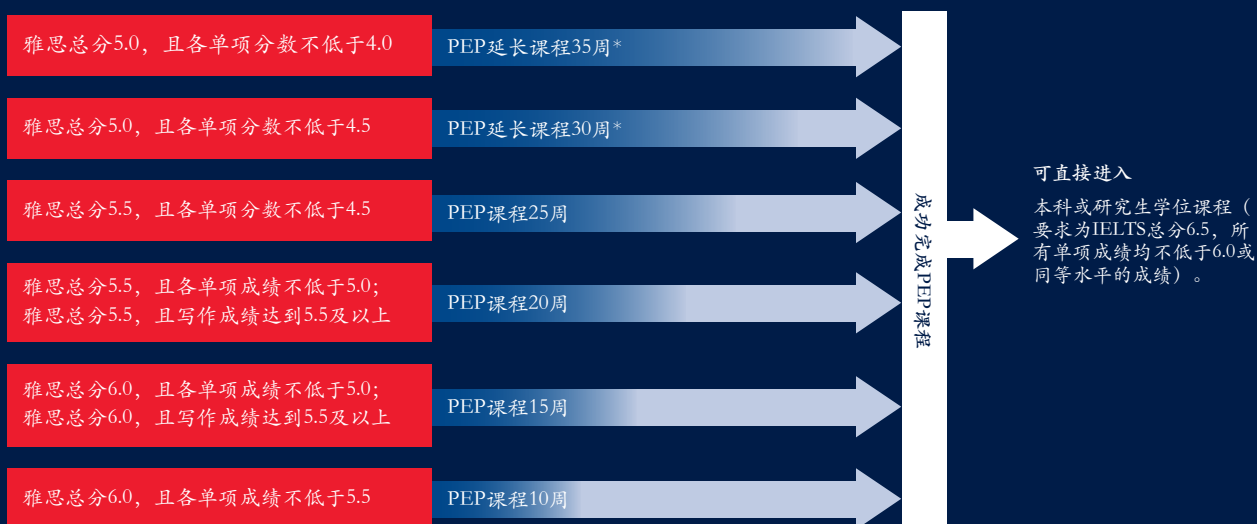 雅思总分5.0，且各单项分数不低于4.0
PEP延长课程35周*
雅思总分5.0，且各单项分数不低于4.5
PEP延长课程30周*
雅思总分5.5，且各单项分数不低于4.5
PEP课程25周
雅思总分5.5，且各单项成绩不低于5.0；
雅思总分5.5，且写作成绩达到5.5及以上
PEP课程20周
雅思总分6.0，且各单项成绩不低于5.0；
雅思总分6.0，且写作成绩达到5.5及以上
PEP课程15周
雅思总分6.0，且各单项成绩不低于5.5
PEP课程10周
成功完成PEP课程
可直接进入
本科或研究生学位课程（
要求为IELTS总分6.5，所
有单项成绩均不低于6.0或
同等水平的成绩）。